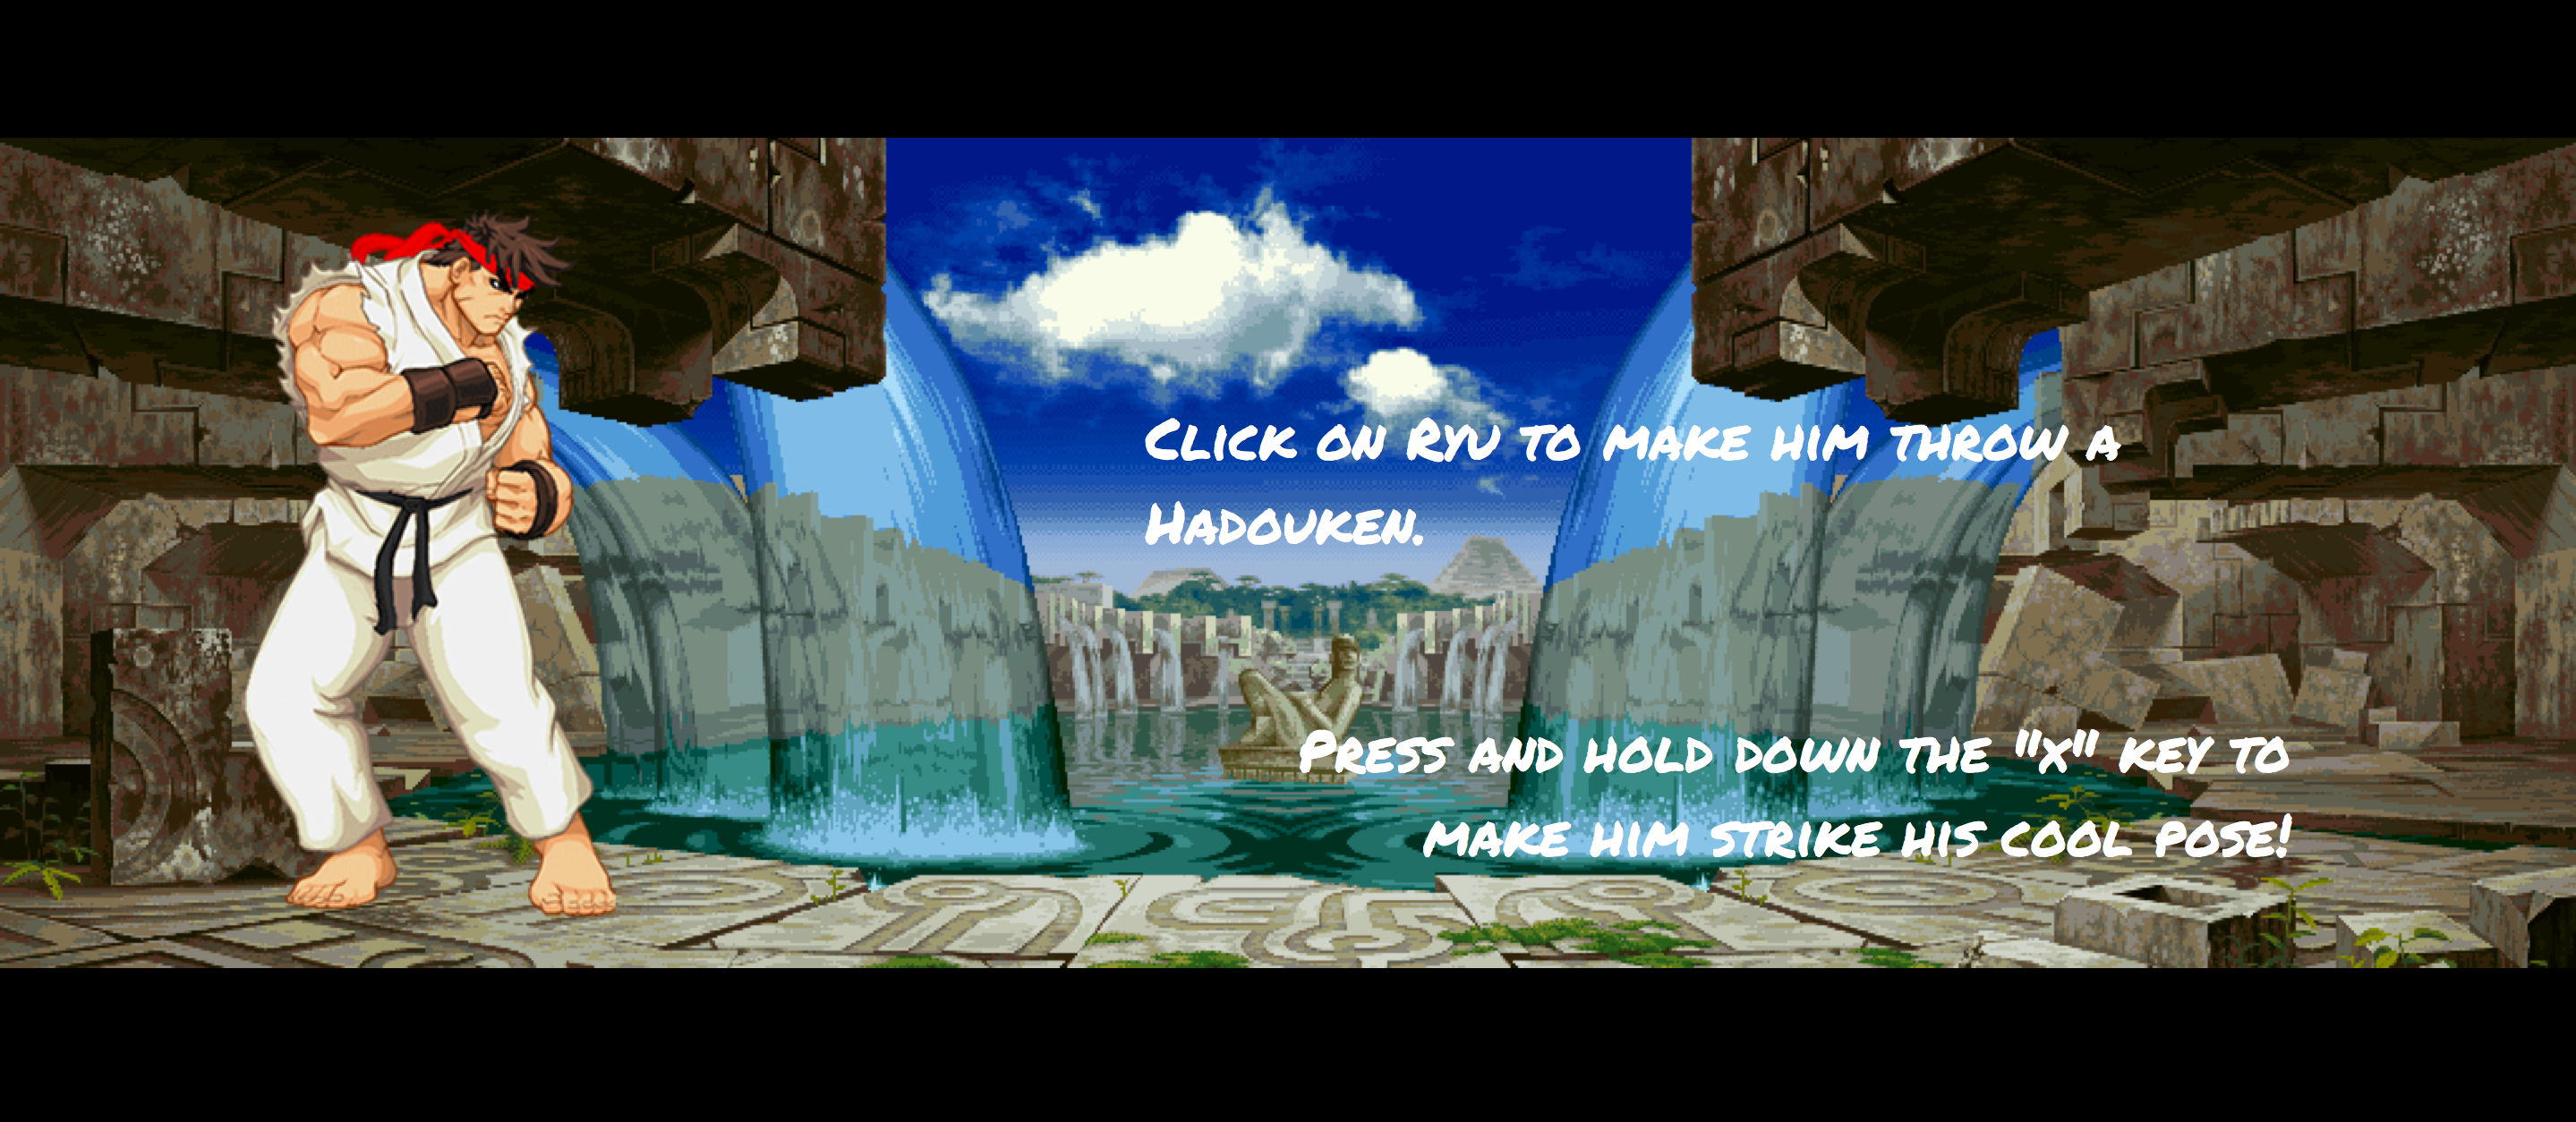 Click on Ryu to make him throw a
Hadouken.
Press and hold down the "x" key to
make him strike his cool pose!